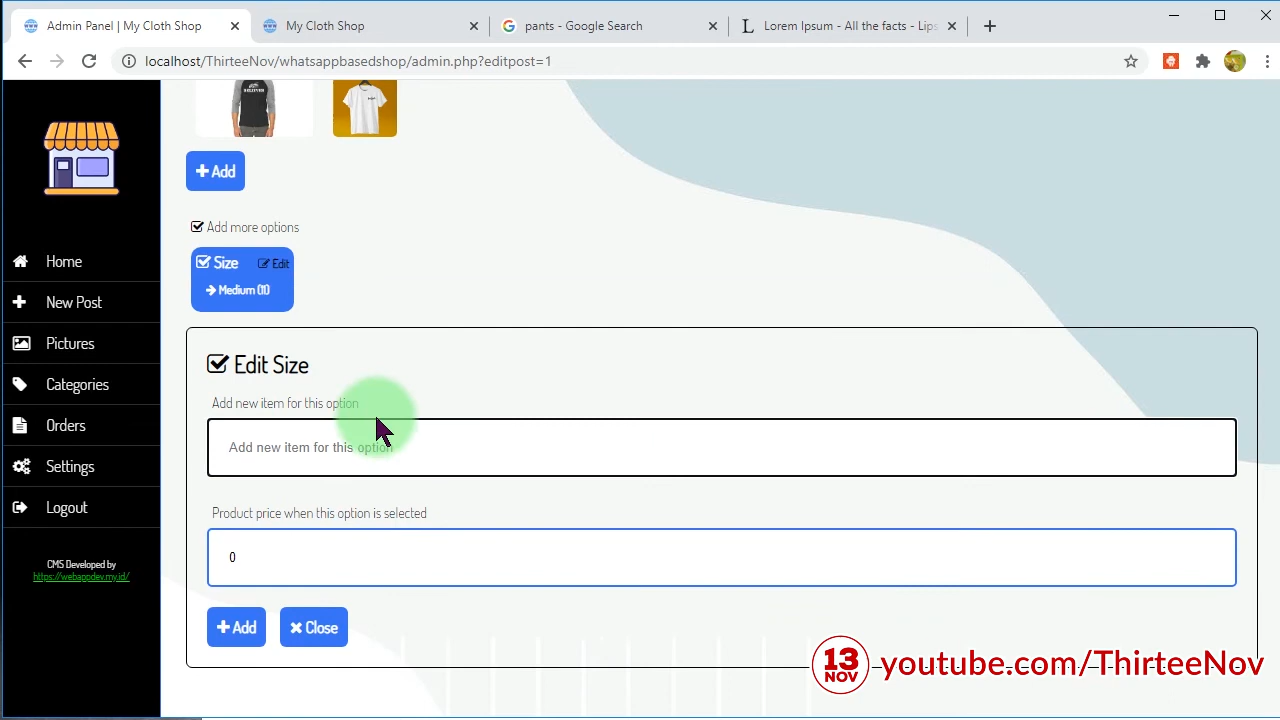 Admin Panel | My Cloth Shop
My Cloth Shop
pants - Google Search
Lorem Ipsum - All the facts - Lips
localhost/ThirteeNov/whatsappbasedshop/admin.php?editpost=1
Home
New Post
Pictures
Categories
Orders
Settings
Logout
CMS Developed by
https://webappdev.my.id/
Add
Add more options
Size
Edit
Medium (11)
Edit Size
Add new item for this option
Add new item for this option
Product price when this option is selected
0
Add
Close
13
NOV
youtube.com/ThirteeNov